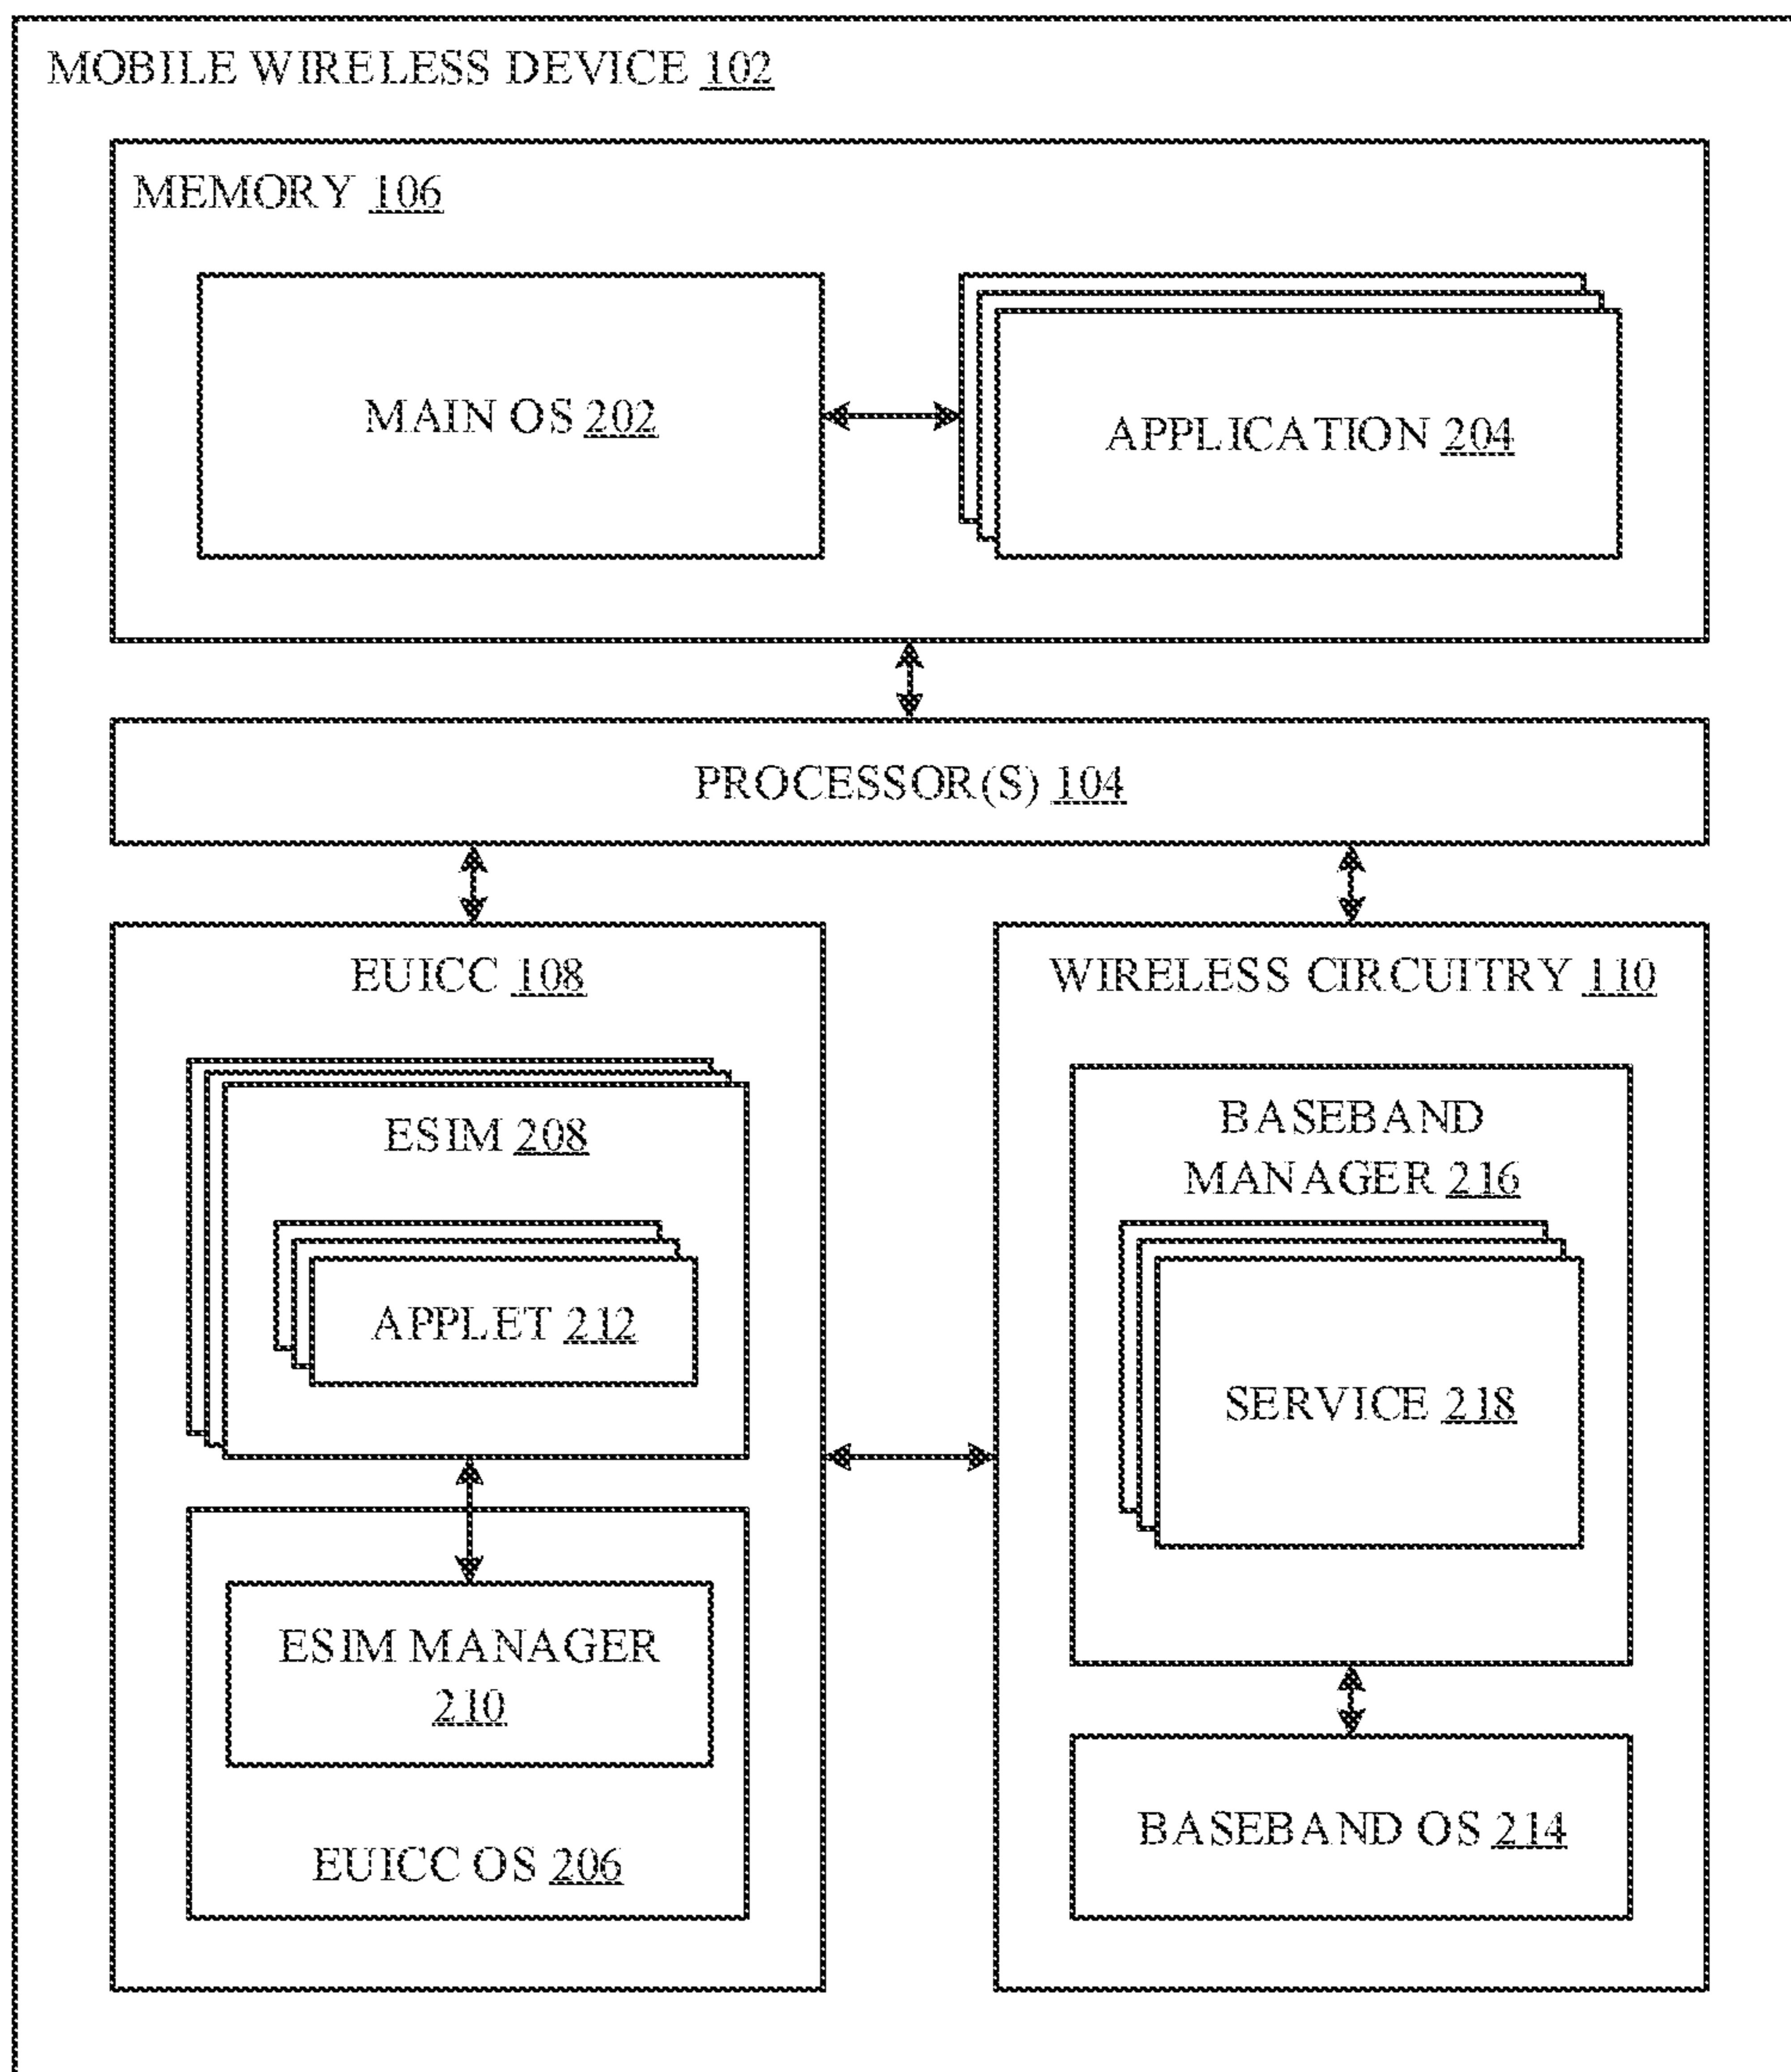 MOBILE WIRELESS DEVICE 102
MEMORY 106
MAIN OS 202
APPLICATION 204
PROCESSOR(S) 104
EUICC 108
ESIM 208
APPLET 212
ESIM MANAGER
210
EUICC OS 206
WIRELESS CIRCUITRY 110
BASEBAND
MANAGER 216
SERVICE 218
BASEBAND OS 214